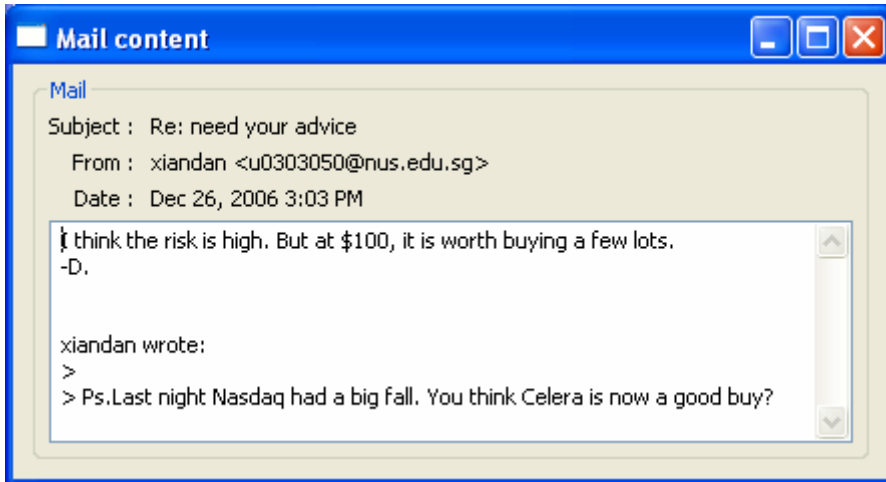 Mail content
Mail
Subject : Re: need your advice
From : xiandan <u0303050@nus.edu.sg>
Date : Dec 26, 2006 3:03 PM
I think the risk is high. But at $100, it is worth buying a few lots.
-D.
xiandan wrote:
>
> Ps.Last night Nasdaq had a big fall. You think Celera is now a good buy?